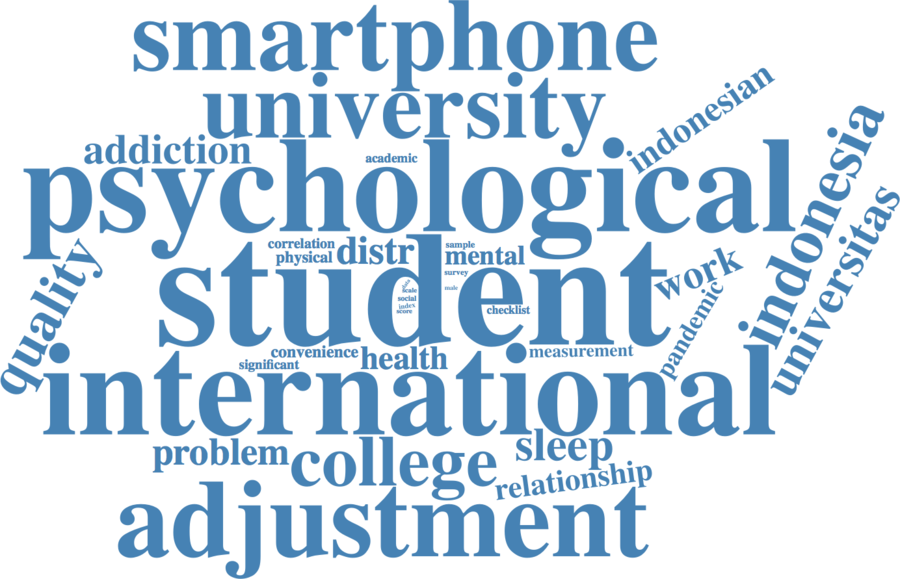 smartphone
university
indonesian
addiction
academic
psychological
indonesia
universitas
correlation
distr
sample
physical
mental
quality
student
survey
work
male
scale
social
index
score
checklist
pandemic
convenience
health
measurement
significant
international
problem
college
sleep
relationship
adjustment